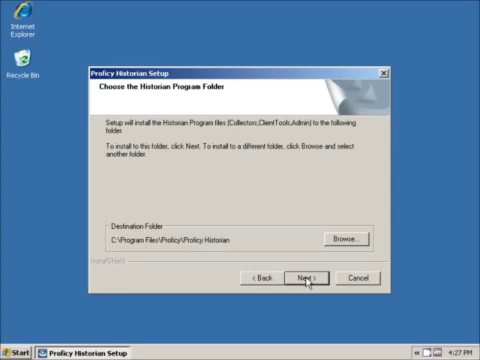 Internet
Explorer
Recycle Bin
Proficy Historian Setup
Choose the Historian Program Folder
Setup will install the Historian Program files (Collectors,ClientTools,Admin) to the following
folder.
To install to this folder, click Next. To install to a different folder, click Browse and select
another folder.
Destination Folder
C:\Program Files\Proficy\Proficy Historian
Browse...
InstallShield
< Back
Next >
Cancel
Start
Proficy Historian Setup
«
4:27 PM